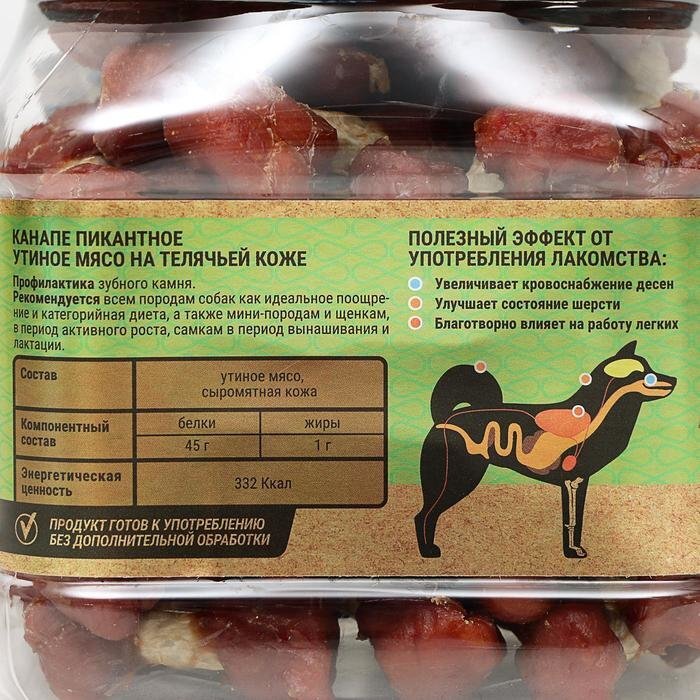 КАНАПЕ ПИКАНТНОЕ
УТИНОЕ МЯСО НА ТЕЛЯЧЬЕЙ КОЖЕ
Профилактика зубного камня.
Рекомендуется всем породам собак как идеальное поощре-
ние и категорийная диета, а также мини-породам и щенкам,
в период активного роста, самкам в период вынашивания и
лактации.
Состав
утиное мясо,
сыромятная кожа
Компонентный
состав
белки
жиры
45 г
1 г
Энергетическая
ценность
332 Ккал
ПРОДУКТ ГОТОВ К УПОТРЕБЛЕНИЮ
БЕЗ ДОПОЛНИТЕЛЬНОЙ ОБРАБОТКИ
ПОЛЕЗНЫЙ ЭФФЕКТ ОТ
УПОТРЕБЛЕНИЯ ЛАКОМСТВА:
Увеличивает кровоснабжение десен
Улучшает состояние шерсти
Благотворно влияет на работу легких